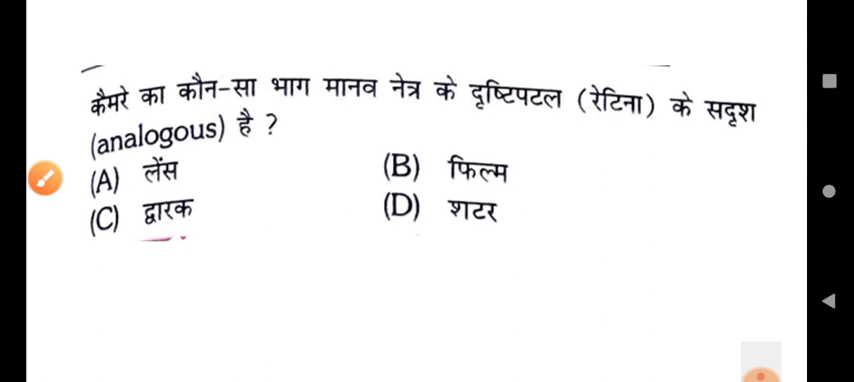 कैमरे का कौन-सा भाग मानव नेत्र के दृष्टिपटल (रेटिना) के सदृश
(analogous) है ?
(A) लेंस (B) फिल्म
(C) द्वारक (D) शटर